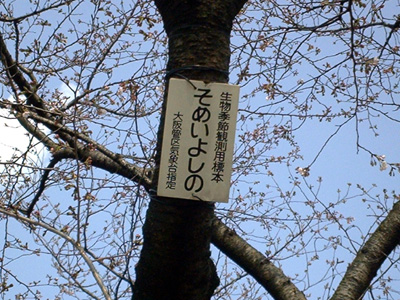 生物季節観測用標本
そめいよしの
大阪管区気象台指定